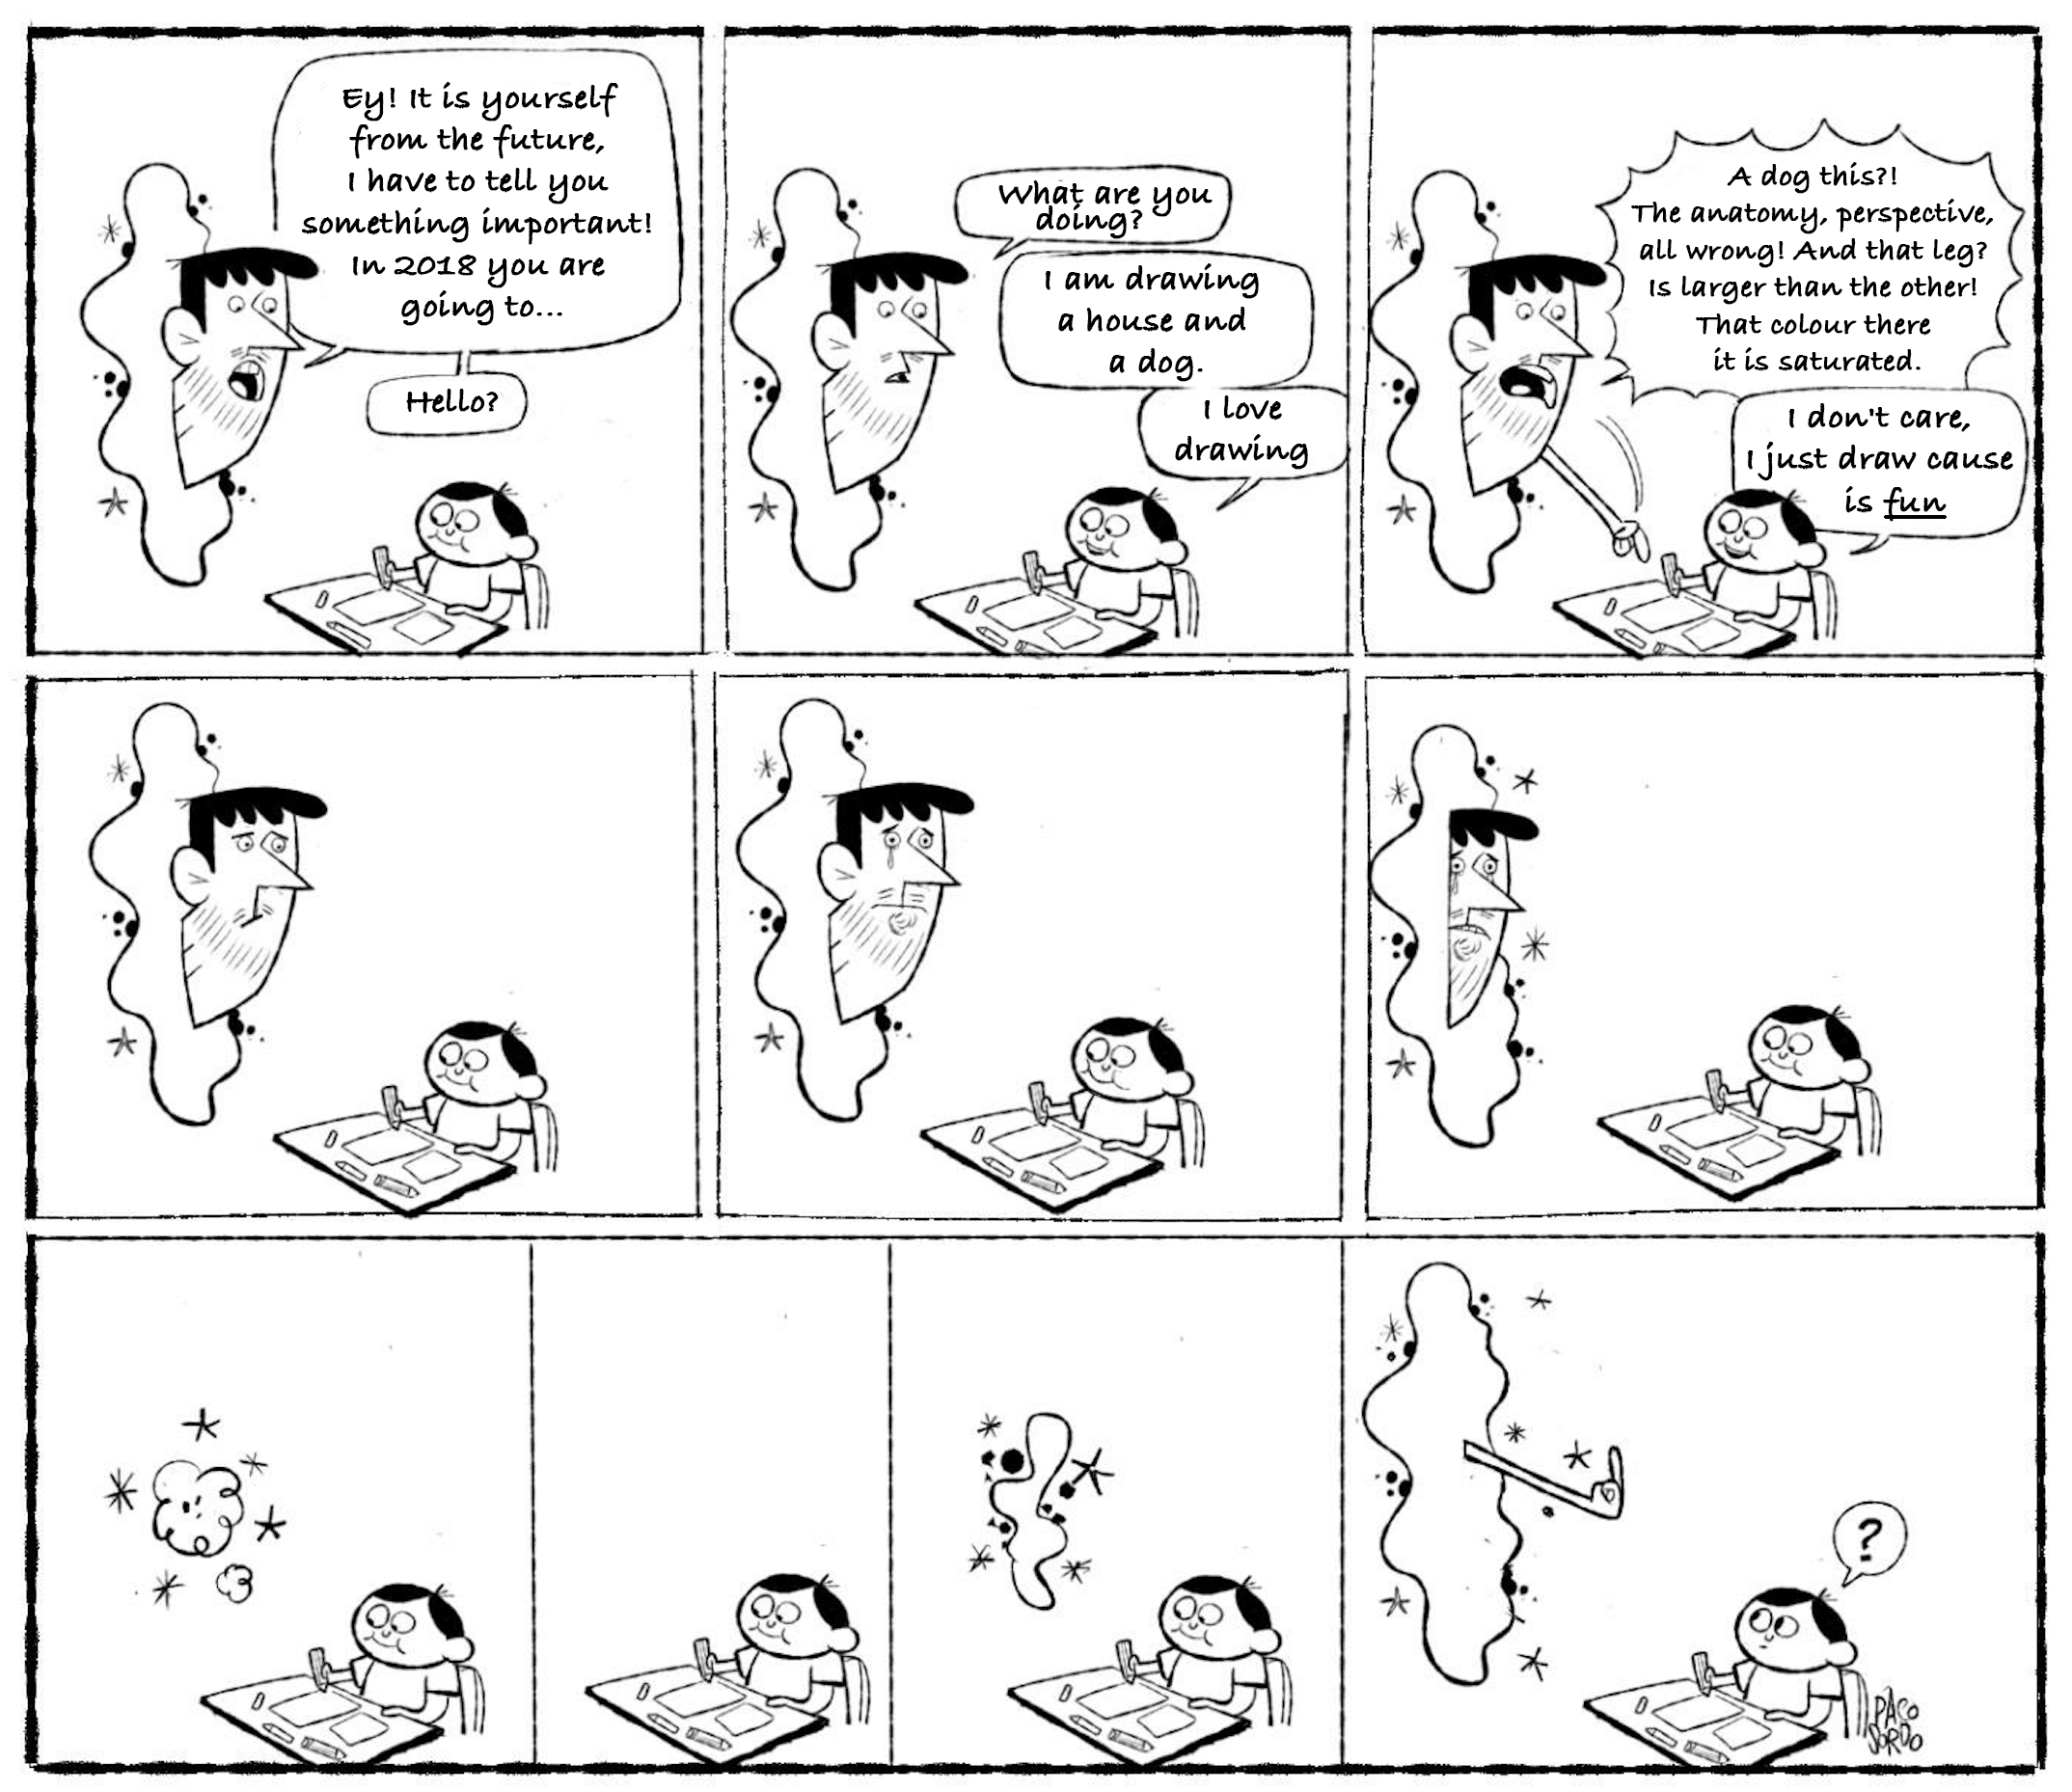 Ey! It is yourself
from the future,
I have to tell you
something important!
In 2018 you are
going to...
Hello?
What are you
doing?
I am drawing
a house and
a dog.
I love
drawing
A dog this?!
The anatomy, perspective,
all wrong! And that leg?
Is larger than the other!
That colour there
it is saturated.
I don't care,
I just draw cause
is fun
?
PACO
SORDO